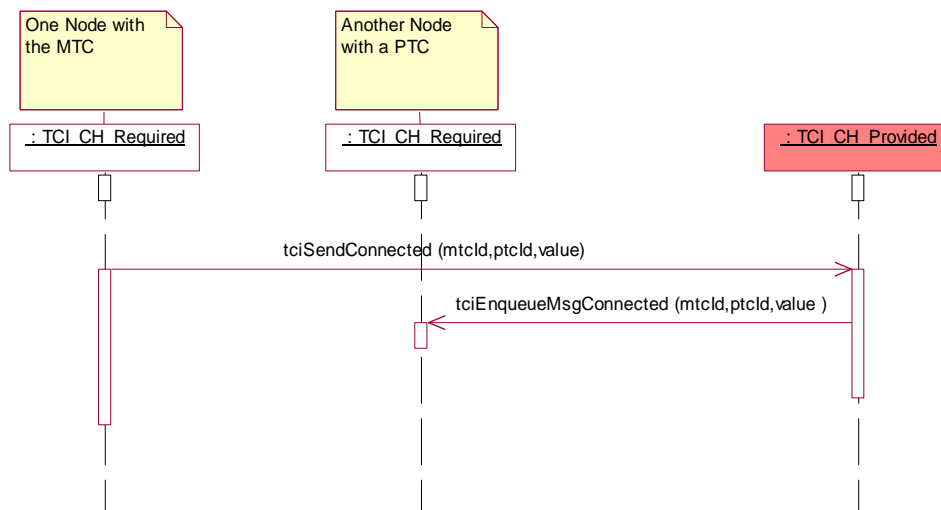 One Node with
the MTC
Another Node
with a PTC
: TCI_CH_Required
: TCI_CH_Required
: TCI_CH_Provided
tciSendConnected (mtcId,ptcId,value)
tciEnqueueMsgConnected (mtcId,ptcId,value )